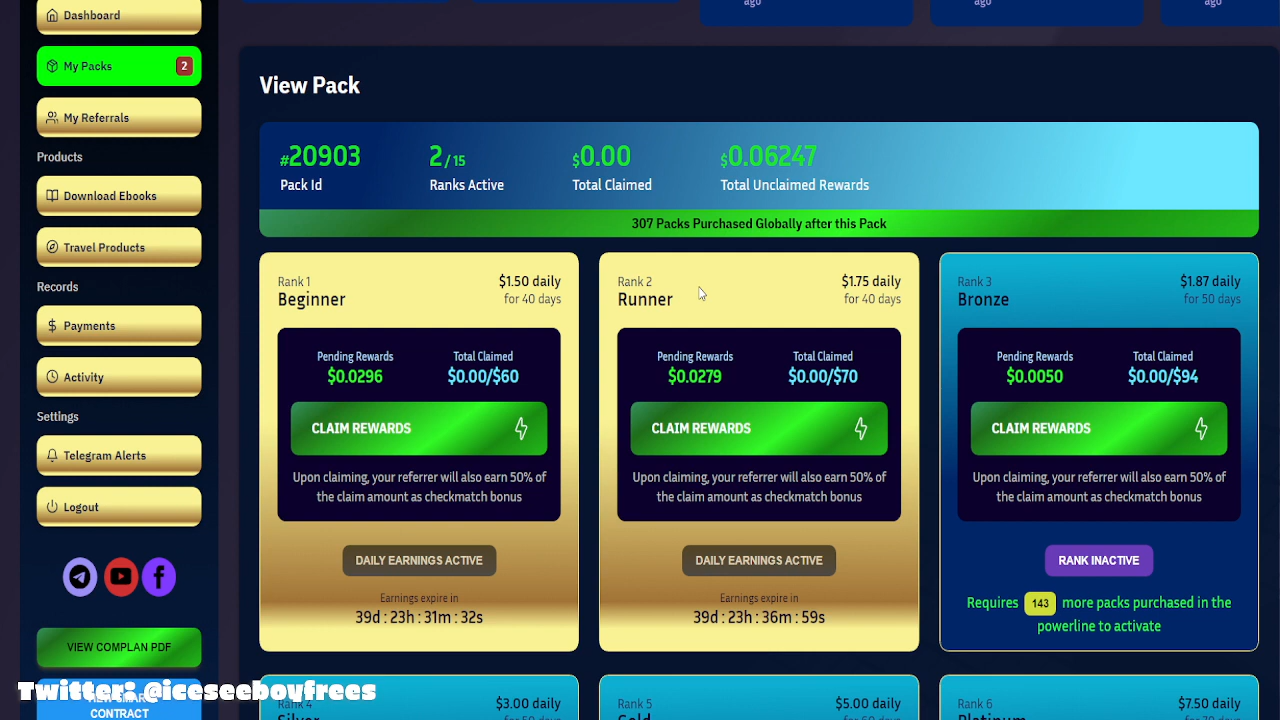 ago
ago
ago
Dashboard
My Packs
2
My Referrals
Products
Download Ebooks
Travel Products
Records
Payments
Activity
Settings
Telegram Alerts
Logout
VIEW COMPLAN PDF
CONTRACT
Twitter: @iceseeboyfrees
View Pack
#20903
Pack Id
2/15
Ranks Active
$0.00
Total Claimed
$0.06247
Total Unclaimed Rewards
307 Packs Purchased Globally after this Pack
Rank 1
Beginner
$1.50 daily
for 40 days
Pending Rewards
$0.0296
Total Claimed
$0.00/$60
CLAIM REWARDS
Upon claiming, your referrer will also earn 50% of
the claim amount as checkmatch bonus
DAILY EARNINGS ACTIVE
Earnings expire in
39d : 23h : 31m : 32s
Rank 2
Runner
$1.75 daily
for 40 days
Pending Rewards
$0.0279
Total Claimed
$0.00/$70
CLAIM REWARDS
Upon claiming, your referrer will also earn 50% of
the claim amount as checkmatch bonus
DAILY EARNINGS ACTIVE
Earnings expire in
39d : 23h : 36m : 59s
Rank 3
Bronze
$1.87 daily
for 50 days
Pending Rewards
$0.0050
Total Claimed
$0.00/$94
CLAIM REWARDS
Upon claiming, your referrer will also earn 50% of
the claim amount as checkmatch bonus
RANK INACTIVE
Requires 143 more packs purchased in the
powerline to activate
Rank 4
Silver
$3.00 daily
Rank 5
Gold
$5.00 daily
Rank 6
Platinum
$7.50 daily